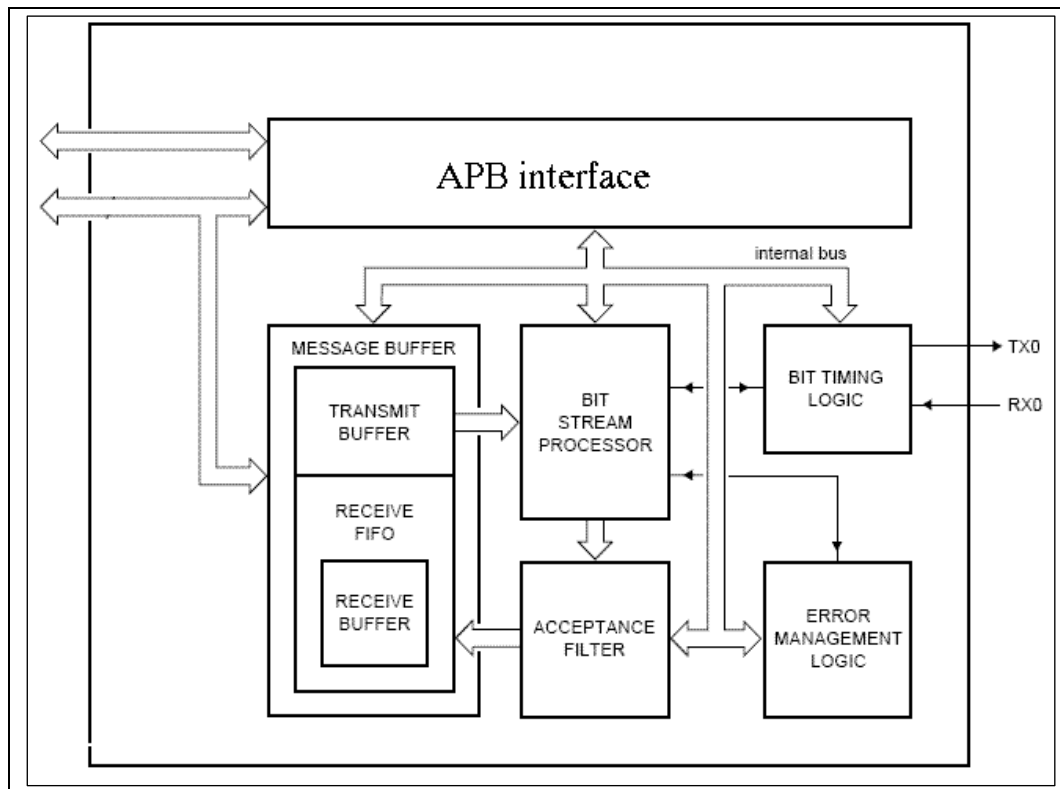 APB interface
internal bus
MESSAGE BUFFER
TRANSMIT
BUFFER
RECEIVE
FIFO
RECEIVE
BUFFER
BIT
STREAM
PROCESSOR
ACCEPTANCE
FILTER
BIT TIMING
LOGIC
TX0
RX0
ERROR
MANAGEMENT
LOGIC